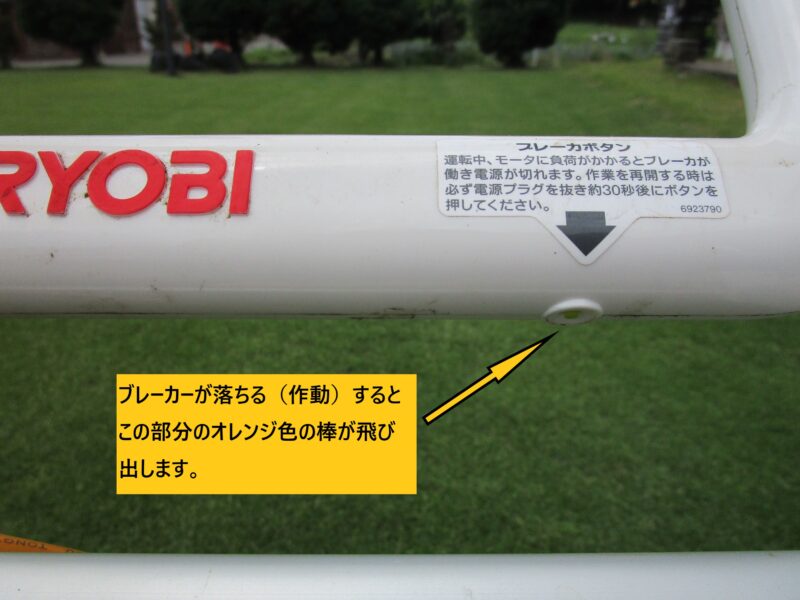 RYOBI
ブレーカボタン
運転中、モータに負荷がかかるとブレーカが
働き電源が切れます。作業を再開する時は
必ず電源プラグを抜き約30秒後にボタンを
押してください。
6923790
ブレーカーが落ちる（作動）すると
この部分のオレンジ色の棒が飛び
出します。